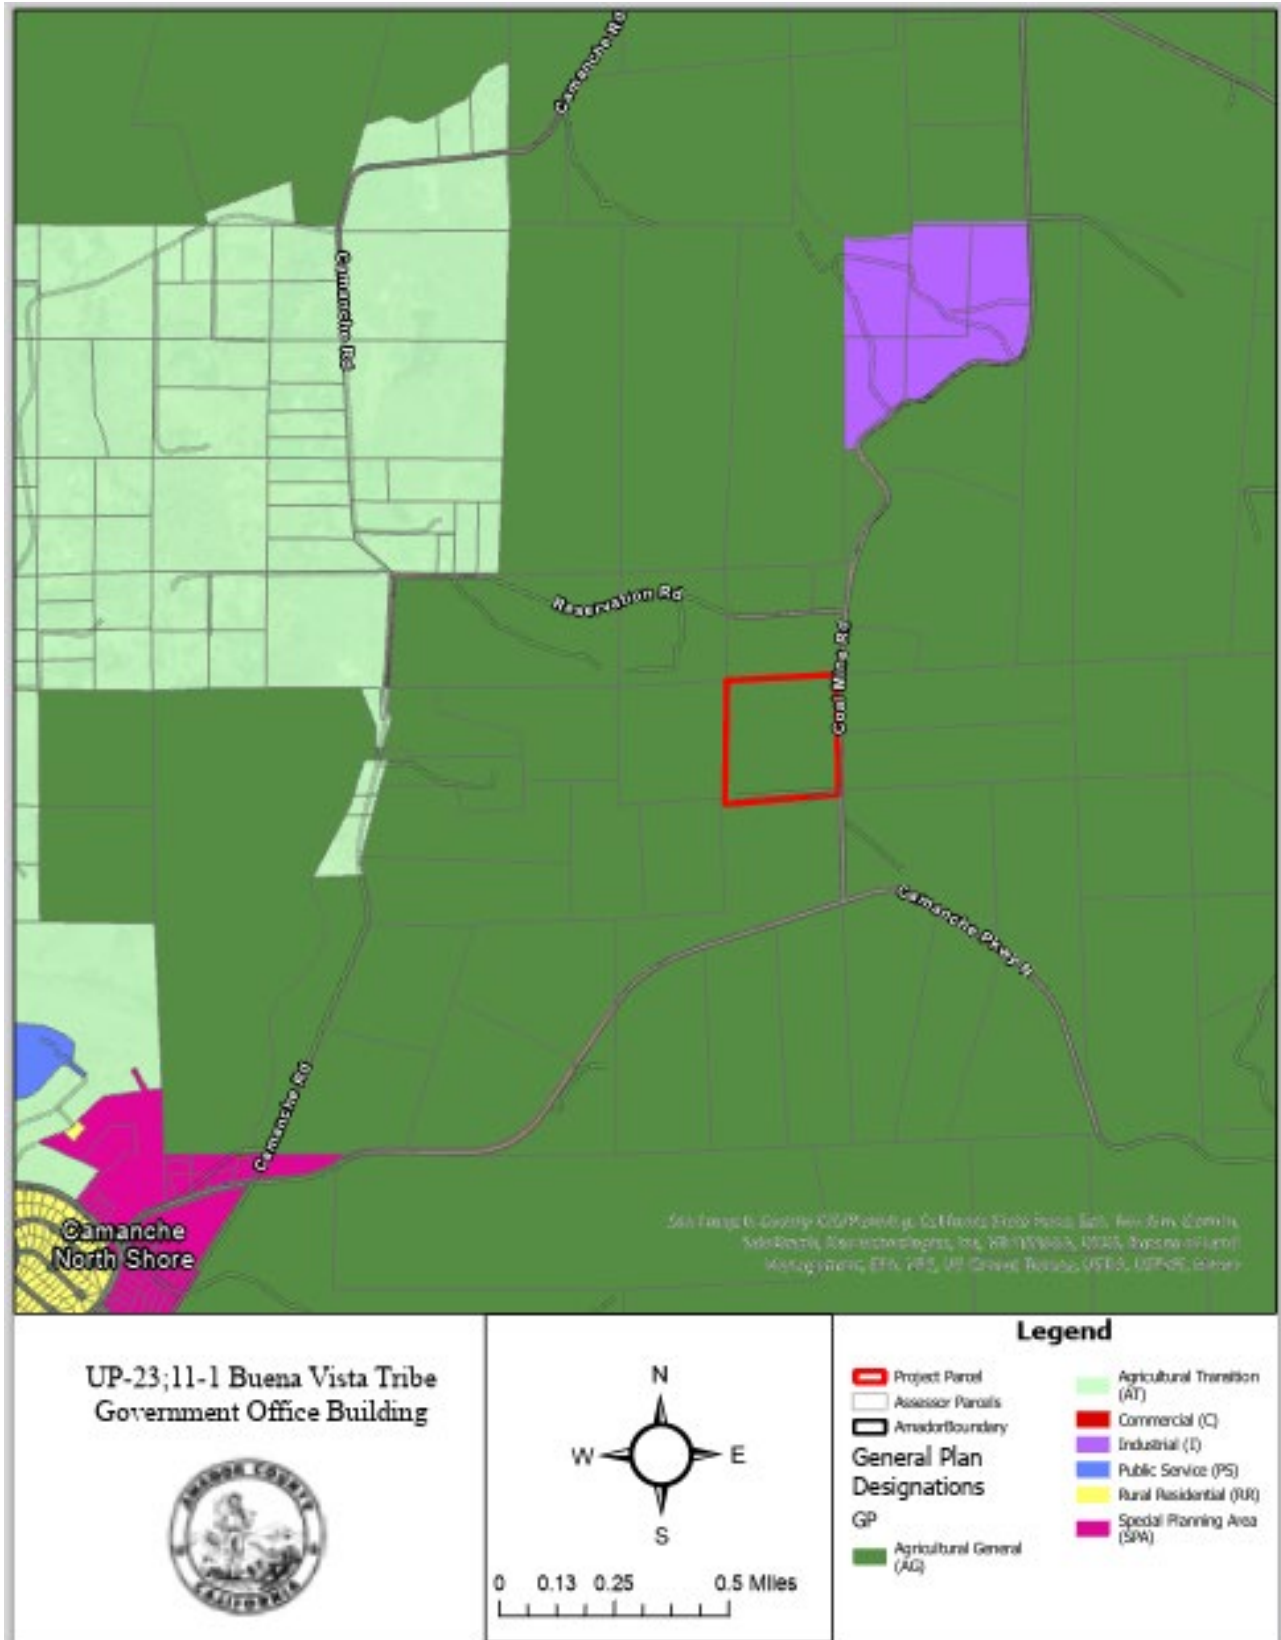 Camanche Rd
Camanche Rd
Reservation Rd
Coal Mine Rd
Camanche Pkwy N
Camanche Rd
Camanche
North Shore
UP-23;11-1 Buena Vista Tribe
Government Office Building
AMADOR COUNTY
CALIFORNIA
N
W
E
S
0 0.13 0.25 0.5 Miles
Legend
Project Parcel
Assessor Parcels
AmadorBoundary
General Plan
Designations
GP
Agricultural General
(AG)
Agricultural Transition
(AT)
Commercial (C)
Industrial (I)
Public Service (PS)
Rural Residential (RR)
Special Planning Area
(SPA)